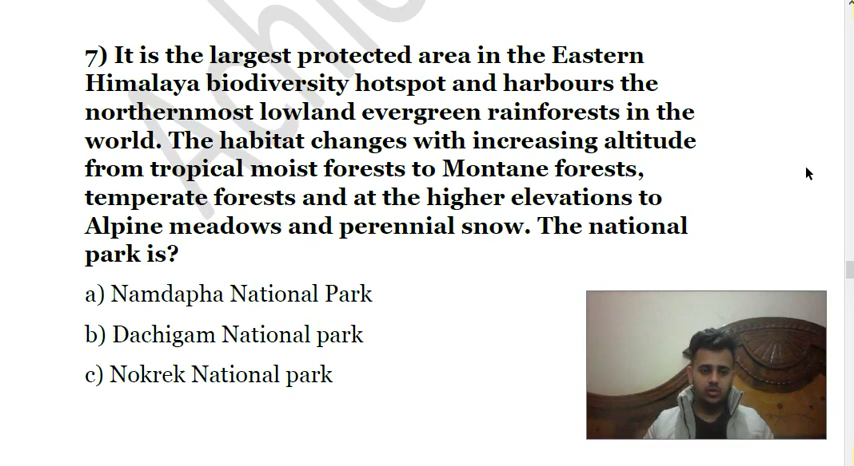 7) It is the largest protected area in the Eastern
Himalaya biodiversity hotspot and harbours the
northernmost lowland evergreen rainforests in the
world. The habitat changes with increasing altitude
from tropical moist forests to Montane forests,
temperate forests and at the higher elevations to
Alpine meadows and perennial snow. The national
park is?
a) Namdapha National Park
b) Dachigam National park
c) Nokrek National park